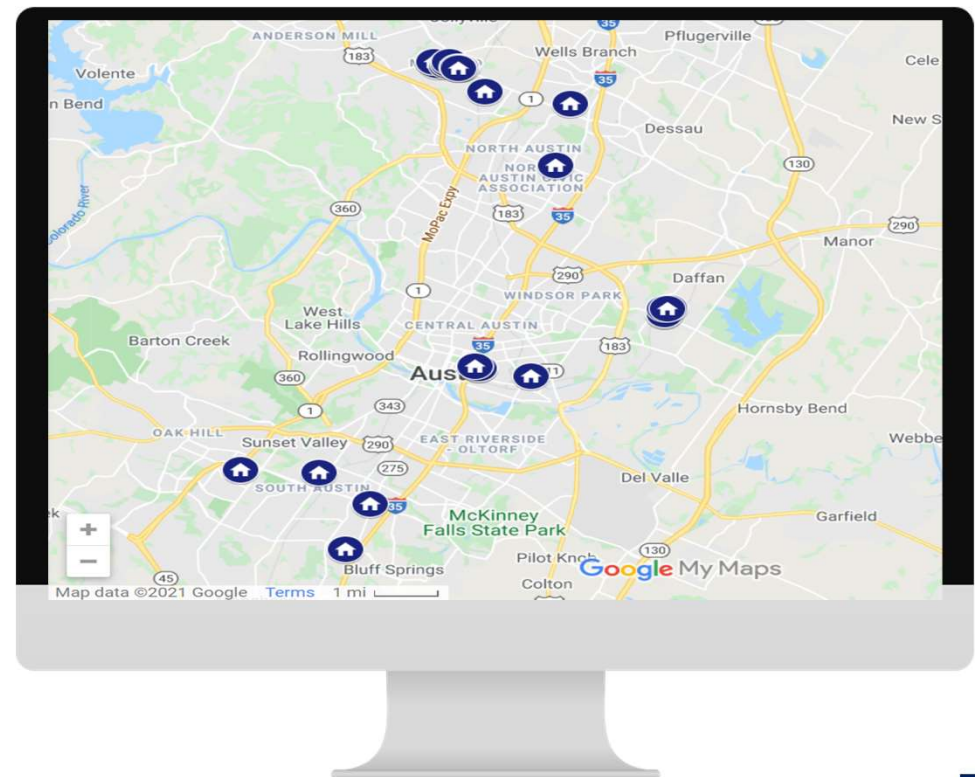 35
ANDERSON MILL
Pflugerville
183
Wells Branch
Cele
Volente
35
n Bend
1
New S
Dessau
NORTH AUSTIN
130
AUSTIN CIVIC
ASSOCIATION
Colorado River
MoPac Expy
360
183
35
290
Manor
290
Daffan
1
WINDSOR PARK
West
Lake Hills
CENTRAL AUSTIN
Barton Creek
35
183
Rollingwood
360
343
1
Hornsby Bend
OAK HILL
Sunset Valley
290
EAST RIVERSIDE
- OLTORF
Webbe
275
Del Valle
SOUTH AUSTIN
35
McKinney
Falls State Park
Garfield
+
−
130
Pilot Knob
Google My Maps
45
Bluff Springs
Colton
Map data ©2021 Google
Terms
1 mi